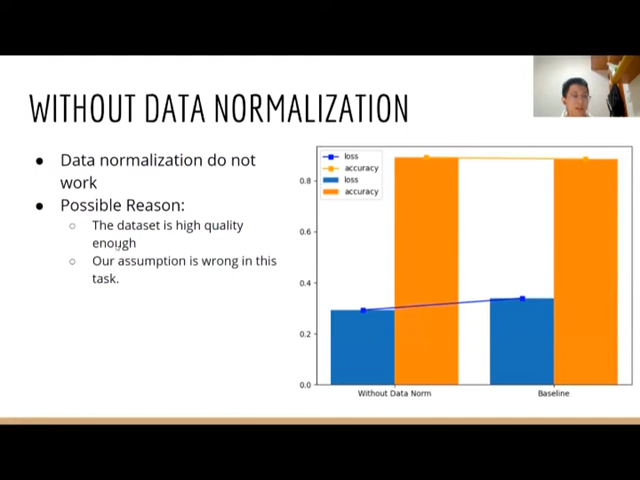 WITHOUT DATA NORMALIZATION
● Data normalization do not
work
● Possible Reason:
○ The dataset is high quality
enough
○ Our assumption is wrong in this
task.
loss
accuracy
loss
accuracy
0.8
0.6
0.4
0.2
0.0
Without Data Norm
Baseline